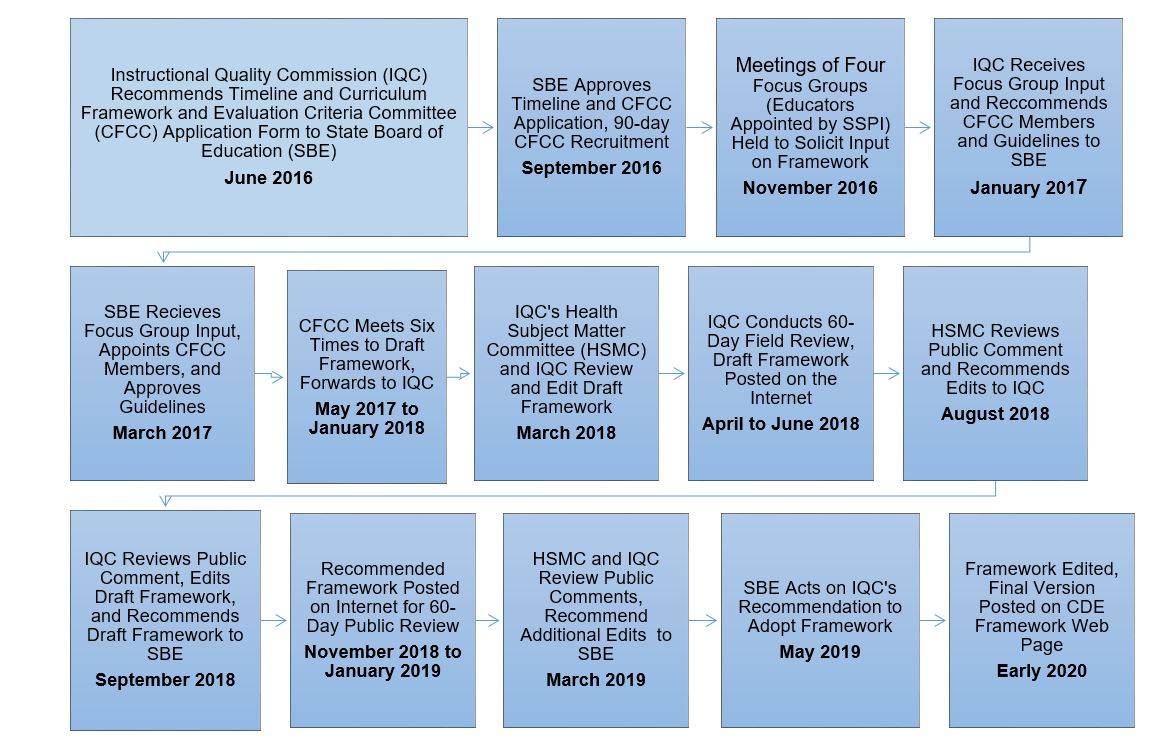 Instructional Quality Commission (IQC)
Recommends Timeline and Curriculum
Framework and Evaluation Criteria Committee
(CFCC) Application Form to State Board of
Education (SBE)
June 2016
SBE Approves
Timeline and CFCC
Application, 90-day
CFCC Recruitment
September 2016
Meetings of Four
Focus Groups
(Educators
Appointed by SSPI)
Held to Solicit Input
on Framework
November 2016
IQC Receives
Focus Group Input
and Reccommends
CFCC Members
and Guidelines to
SBE
January 2017
SBE Recieves
Focus Group Input,
Appoints CFCC
Members, and
Approves
Guidelines
March 2017
CFCC Meets Six
Times to Draft
Framework,
Forwards to IQC
May 2017 to
January 2018
IQC's Health
Subject Matter
Committee (HSMC)
and IQC Review
and Edit Draft
Framework
March 2018
IQC Conducts 60-
Day Field Review,
Draft Framework
Posted on the
Internet
April to June 2018
HSMC Reviews
Public Comment
and Recommends
Edits to IQC
August 2018
IQC Reviews Public
Comment, Edits
Draft Framework,
and Recommends
Draft Framework to
SBE
September 2018
Recommended
Framework Posted
on Internet for 60-
Day Public Review
November 2018 to
January 2019
HSMC and IQC
Review Public
Comments,
Recommend
Additional Edits to
SBE
March 2019
SBE Acts on IQC's
Recommendation to
Adopt Framework
May 2019
Framework Edited,
Final Version
Posted on CDE
Framework Web
Page
Early 2020